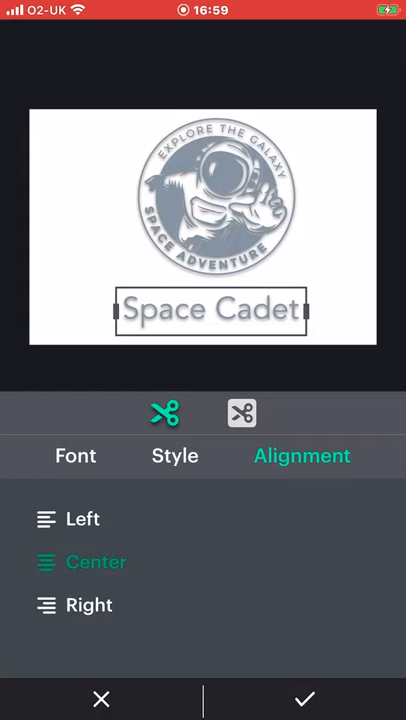 O2-UK 16:59
EXPLORE THE GALAXY
SPACE ADVENTURE
Space Cadet
Font Style Alignment
Left
Center
Right